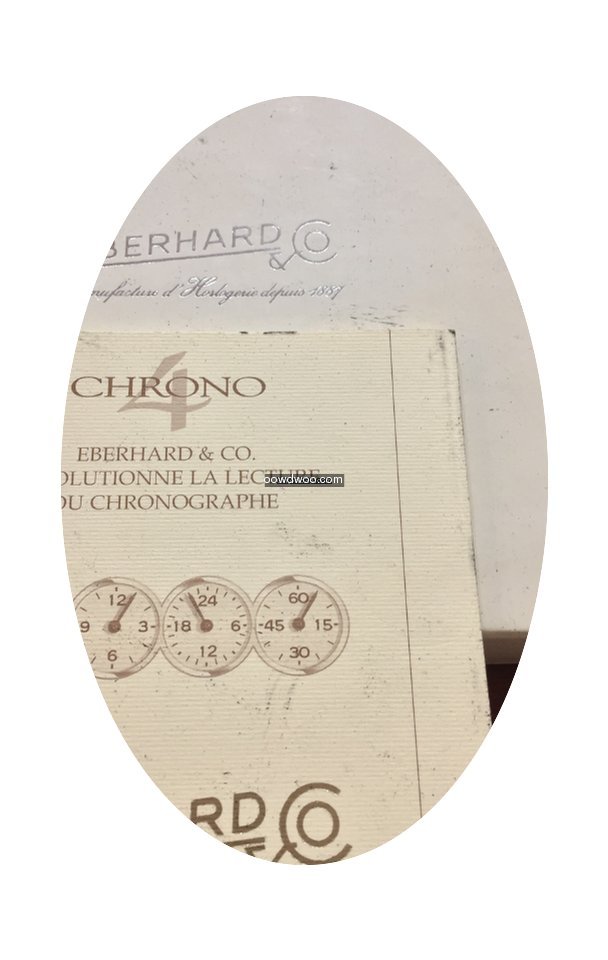 BERHARD
& CO
nufacture d'Horlogerie depuis 1887
CHRONO
4
EBERHARD & CO.
OLUTIONNE LA LECTURE
DU CHRONOGRAPHE
oowdwoo.com
12 24 60
9 3 18 6 45 15
6 12 30
RD
& CO